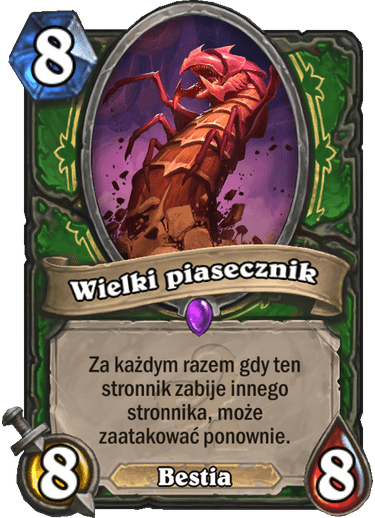 8
Wielki piasecznik
Za każdym razem gdy ten
stronnik zabije innego
stronnika, może
zaatakować ponownie.
8
Bestia
8